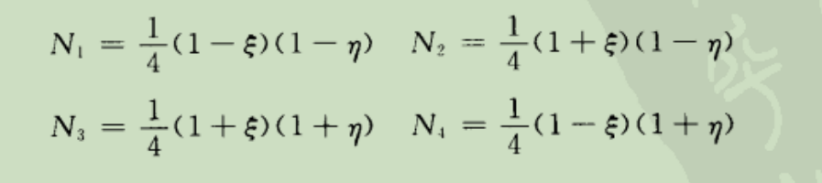 N₁ = 1/4(1－ξ)(1－η) N₂ = 1/4(1＋ξ)(1－η)
N₃ = 1/4(1＋ξ)(1＋η) N₄ = 1/4(1－ξ)(1＋η)